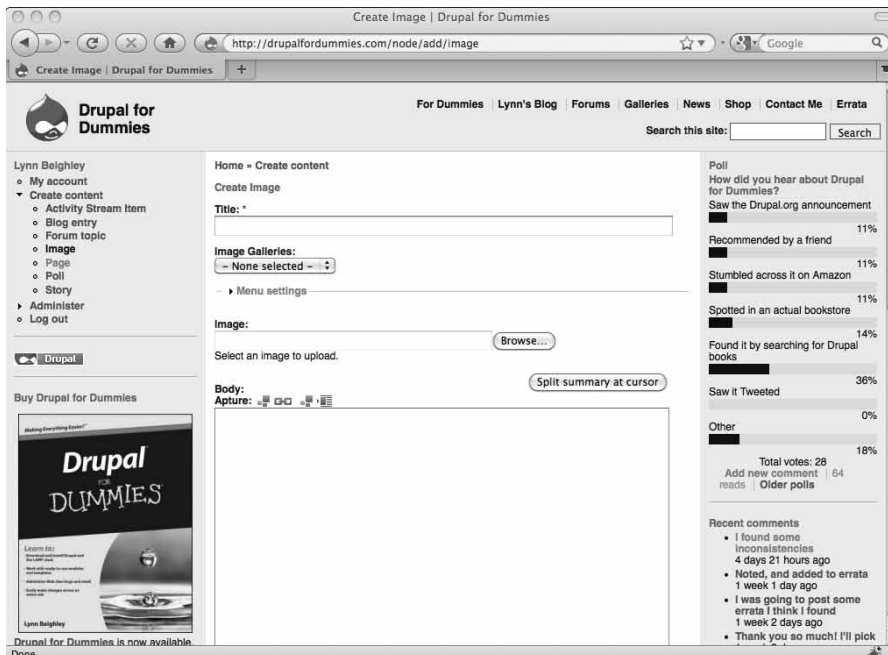 Create Image | Drupal for Dummies
http://drupalfordummies.com/node/add/image
Google
Create Image | Drupal for Dummies
+
Drupal for
Dummies
For Dummies | Lynn's Blog | Forums | Galleries | News | Shop | Contact Me | Errata
Search this site:
Search
Lynn Beighley
My account
Create content
Activity Stream Item
Blog entry
Forum topic
Image
Page
Poll
Story
Administer
Log out
Drupal
Buy Drupal for Dummies
Making Everything Easier!™
Drupal
FOR
DUMMIES
Learn to:
Lynn Beighley
Drupal for Dummies is now available.
Home » Create content
Create Image
Title: *
Image Galleries:
– None selected –
Menu settings
Image:
Browse...
Select an image to upload.
Split summary at cursor
Body:
Apture:
Poll
How did you hear about Drupal
for Dummies?
Saw the Drupal.org announcement
11%
Recommended by a friend
11%
Stumbled across it on Amazon
11%
Spotted in an actual bookstore
14%
Found it by searching for Drupal
books
36%
Saw it Tweeted
0%
Other
18%
Total votes: 28
Add new comment | 64
reads | Older polls
Recent comments
I found some
inconsistencies
4 days 21 hours ago
Noted, and added to errata
1 week 1 day ago
I was going to post some
errata I think I found
1 week 2 days ago
Thank you so much! I'll pick
Done